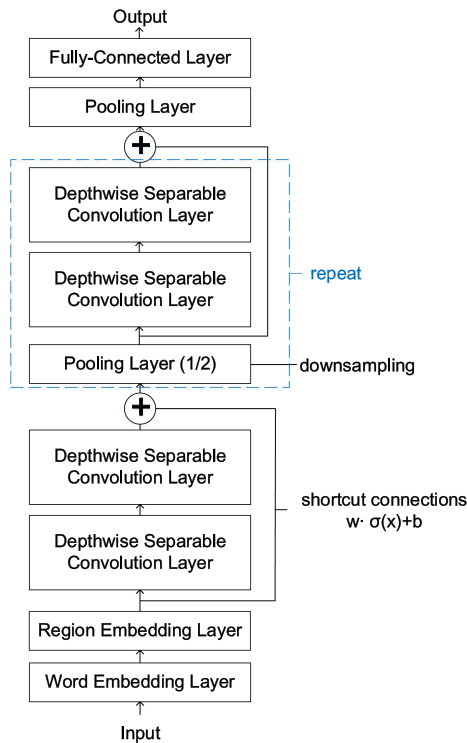 Output
Fully-Connected Layer
Pooling Layer
+
Depthwise Separable
Convolution Layer
Depthwise Separable
Convolution Layer
repeat
Pooling Layer (1/2)
downsampling
+
Depthwise Separable
Convolution Layer
shortcut connections
w· σ(x)+b
Depthwise Separable
Convolution Layer
Region Embedding Layer
Word Embedding Layer
Input